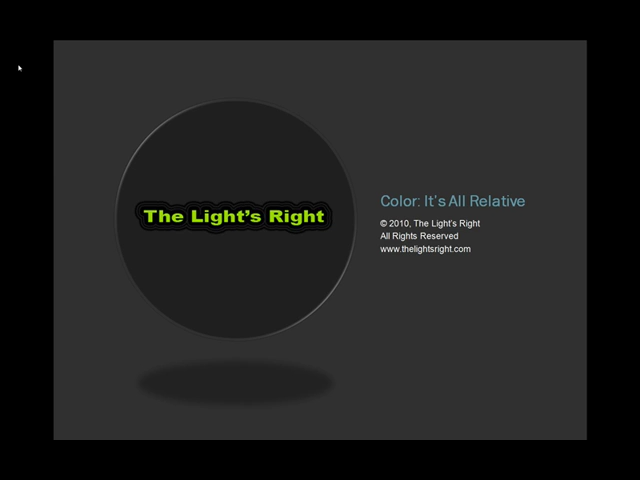 The Light's Right
Color: It's All Relative
© 2010, The Light's Right
All Rights Reserved
www.thelightsright.com